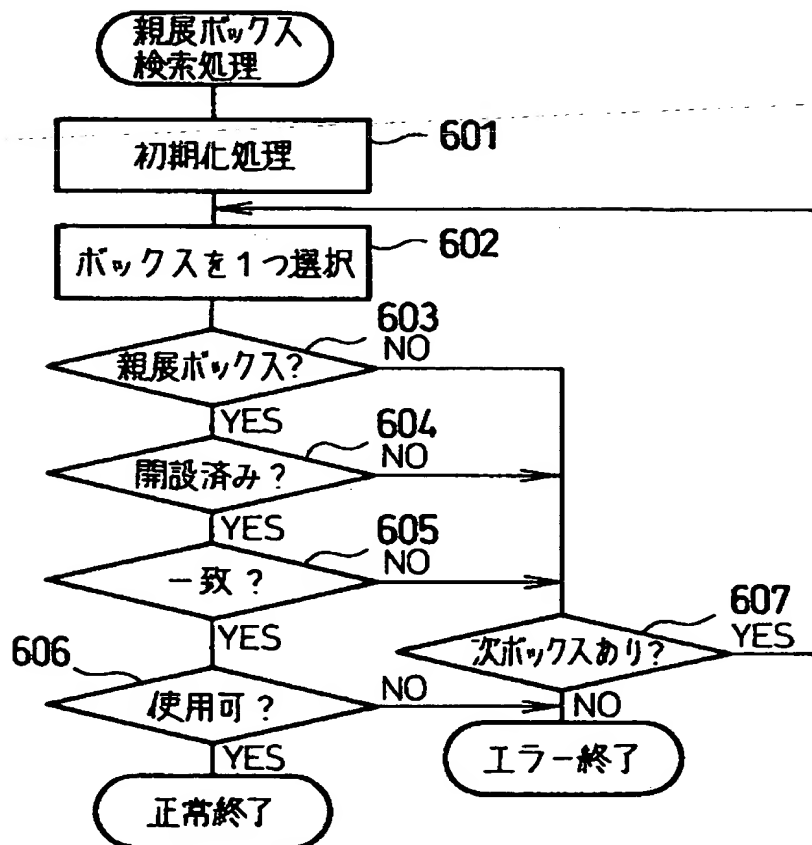 親展ボックス
検索処理
初期化処理
601
ボックスを1つ選択
602
603
親展ボックス?
NO
YES
604
開設済み?
NO
YES
605
一致?
NO
YES
606
使用可?
NO
YES
正常終了
607
次ボックスあり?
YES
NO
エラー終了